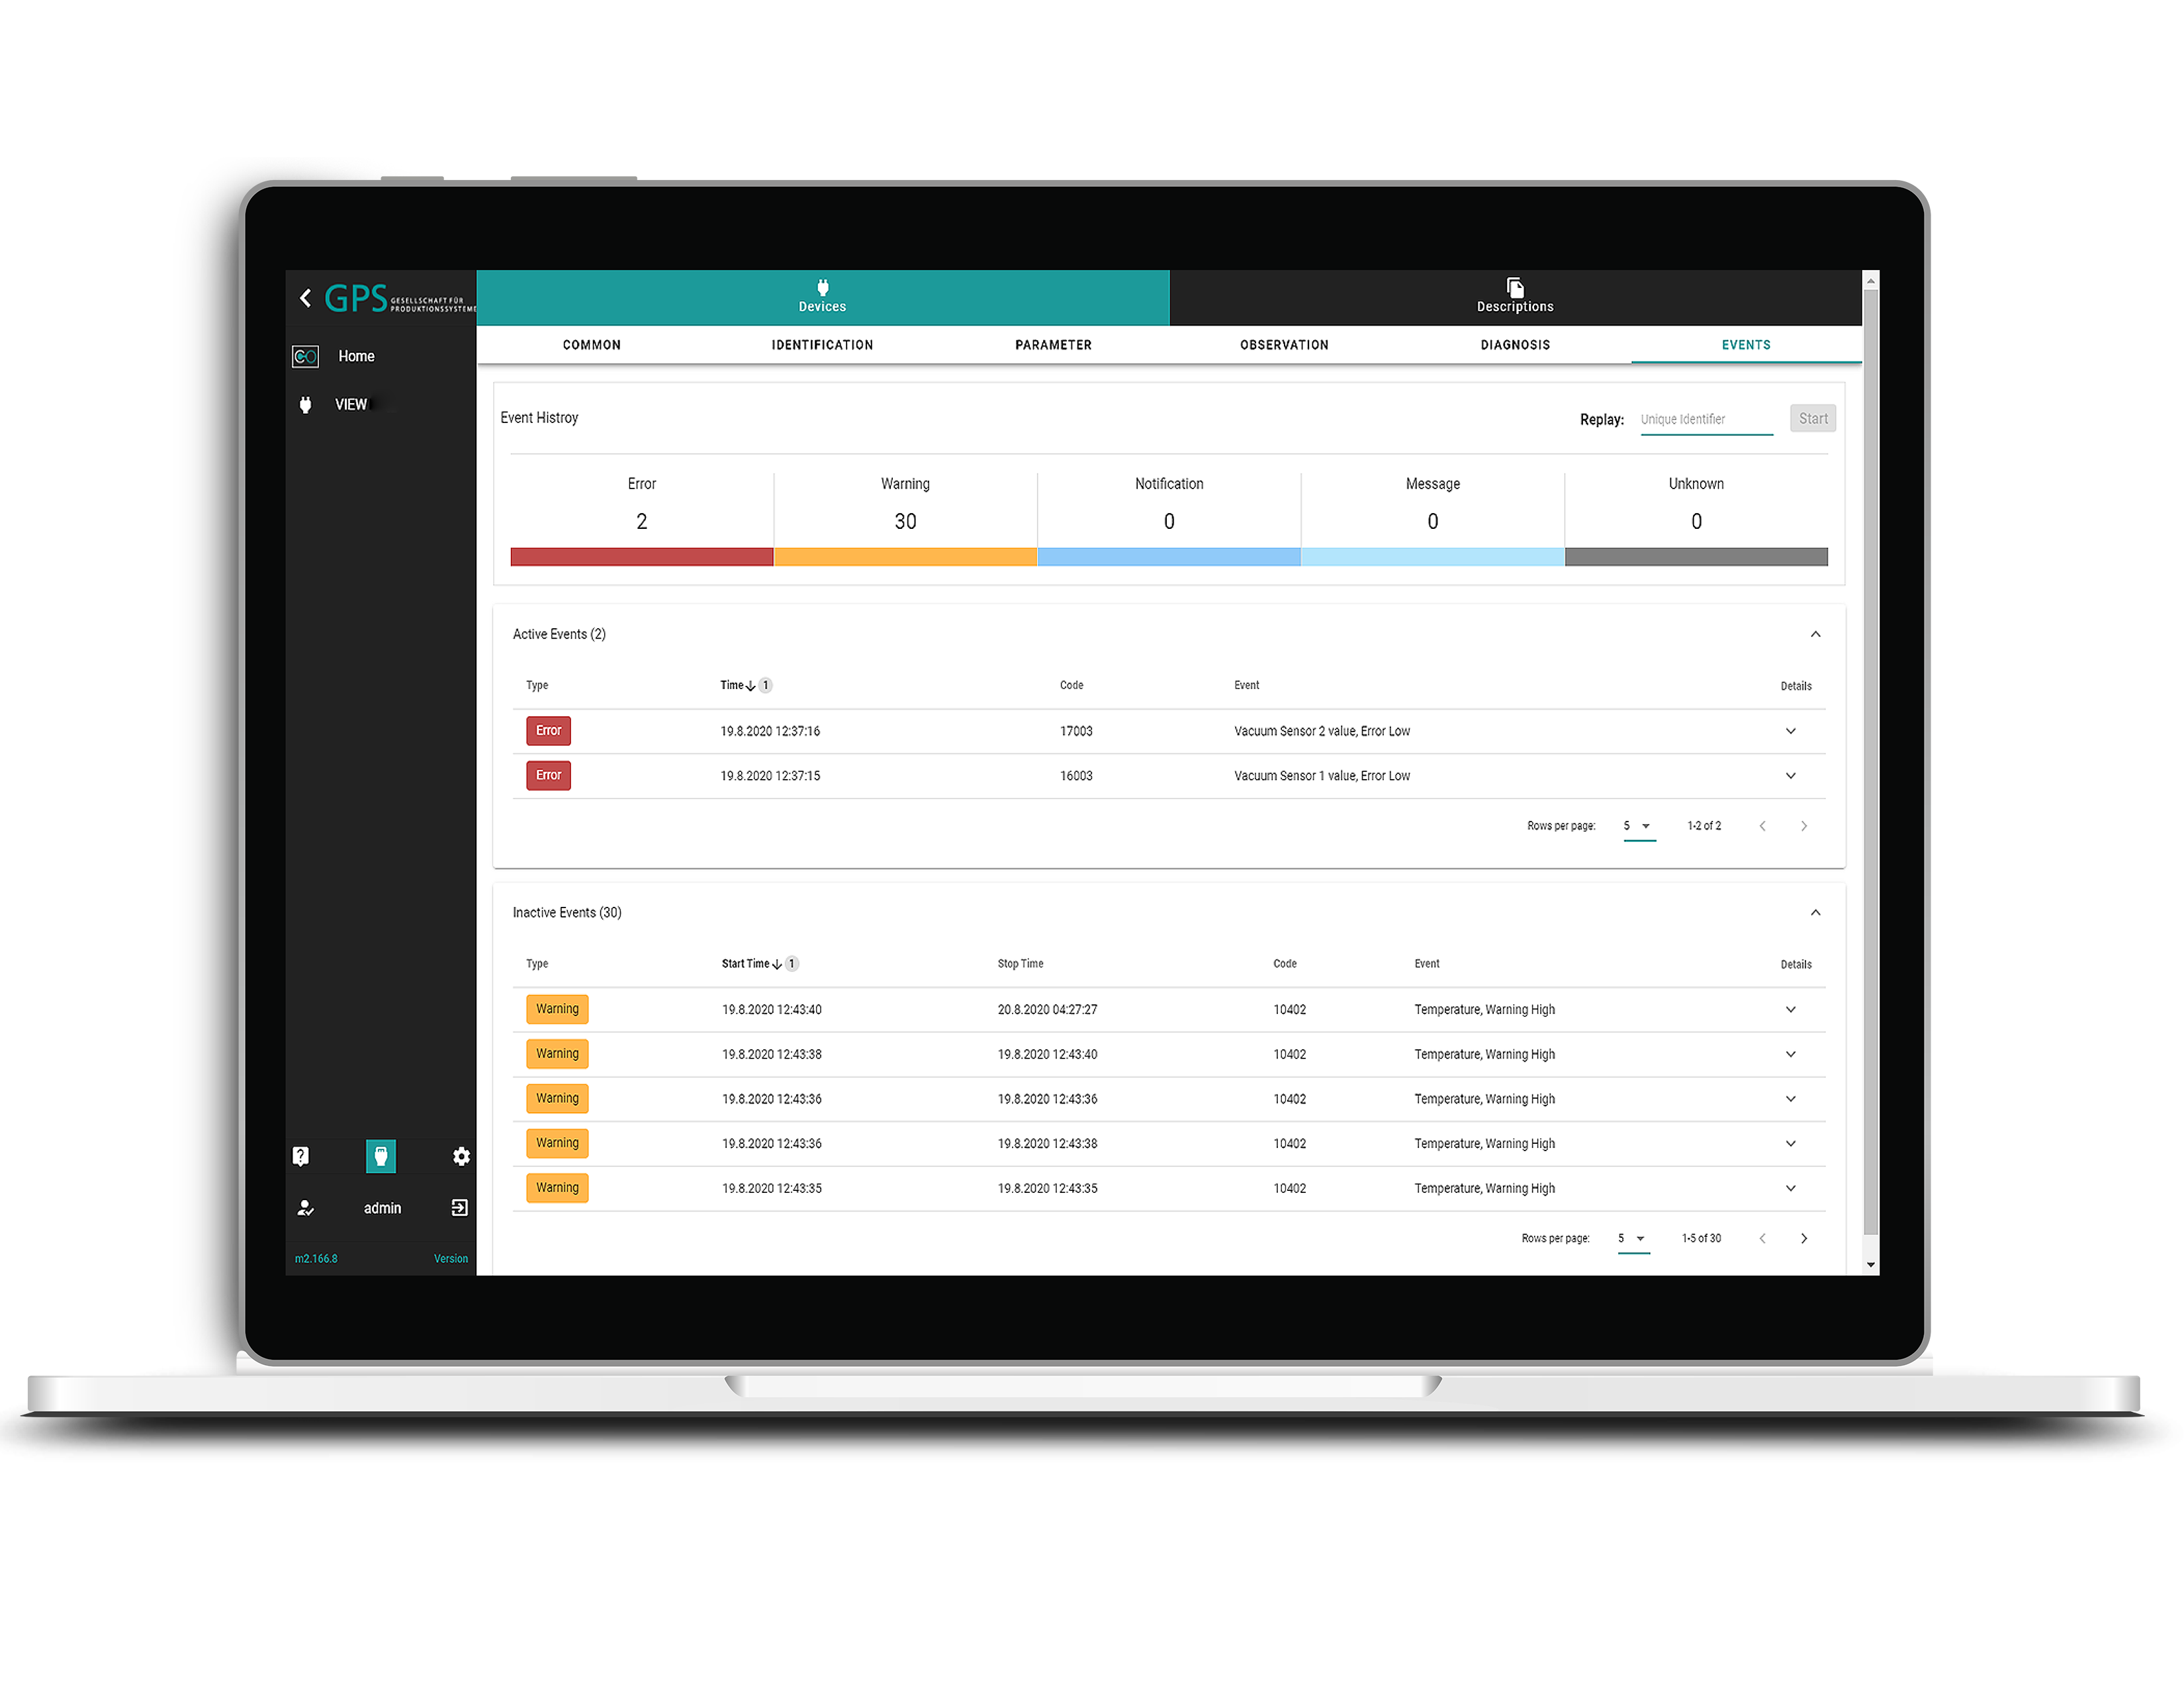 GPS GESELLSCHAFT FÜR
PRODUKTIONSSYSTEME
Devices
Descriptions
Home
VIEW
COMMON IDENTIFICATION PARAMETER OBSERVATION DIAGNOSIS EVENTS
Event Histroy
Replay: Unique Identifier Start
Error Warning Notification Message Unknown
2 30 0 0 0
Active Events (2)
Type Time 1 Code Event Details
Error 19.8.2020 12:37:16 17003 Vacuum Sensor 2 value, Error Low
Error 19.8.2020 12:37:15 16003 Vacuum Sensor 1 value, Error Low
Rows per page: 5 1-2 of 2
Inactive Events (30)
Type Start Time 1 Stop Time Code Event Details
Warning 19.8.2020 12:43:40 20.8.2020 04:27:27 10402 Temperature, Warning High
Warning 19.8.2020 12:43:38 19.8.2020 12:43:40 10402 Temperature, Warning High
Warning 19.8.2020 12:43:36 19.8.2020 12:43:36 10402 Temperature, Warning High
Warning 19.8.2020 12:43:36 19.8.2020 12:43:38 10402 Temperature, Warning High
Warning 19.8.2020 12:43:35 19.8.2020 12:43:35 10402 Temperature, Warning High
Rows per page: 5 1-5 of 30
admin
m2.166.8 Version